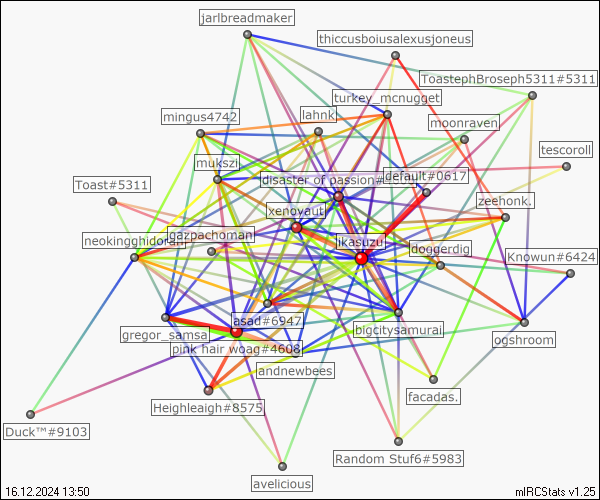 jarlbreadmaker
thiccusboiusalexusjoneus
ToastephBroseph5311#5311
turkey_mcnugget
mingus4742
lahnk.
moonraven
tescoroll
mukszi
disaster of passion#
default#0617
Toast#5311
zeehonk.
xenovaut
gazpachoman
neokingghidorah
jikasuzu
doggerdig
Knowun#6424
asad#6947
gregor_samsa
bigcitysamurai
ogshroom
pink hair wqag#4608
andnewbees
facadas.
Heighleaigh#8575
Duck™#9103
Random Stuf6#5983
avelicious
16.12.2024 13:50
mIRCStats v1.25